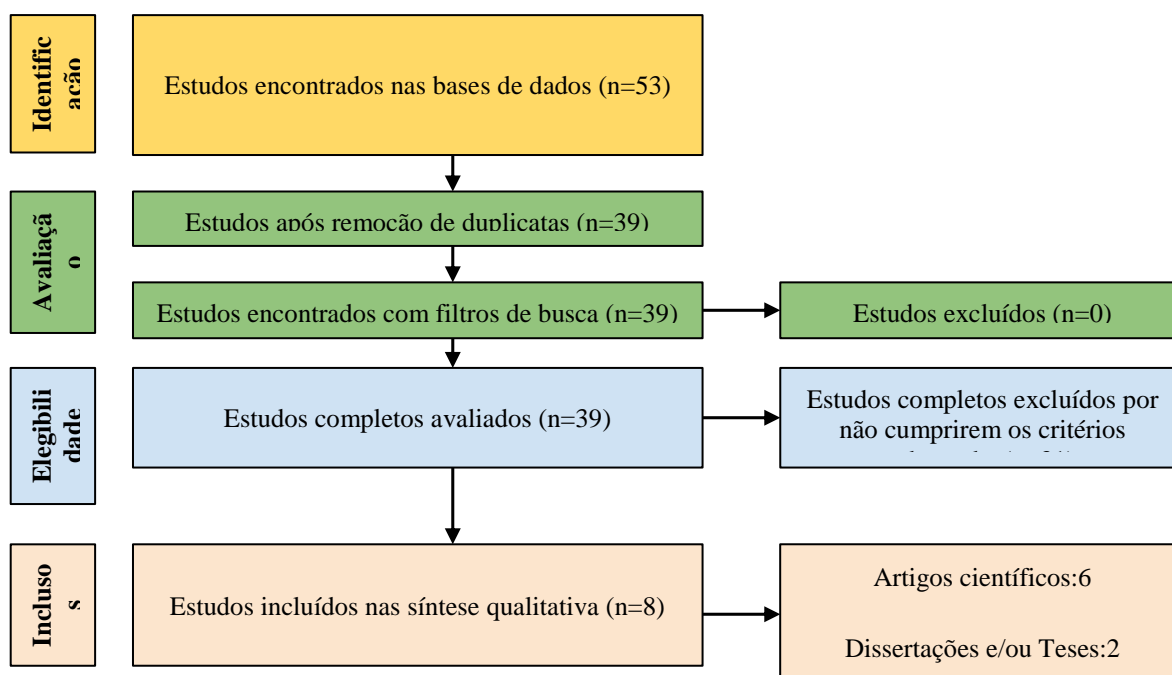 Identific
ação
Estudos encontrados nas bases de dados (n=53)
Avaliaçã
o
Estudos após remoção de duplicatas (n=39)
Estudos encontrados com filtros de busca (n=39)
Estudos excluídos (n=0)
Elegibili
dade
Estudos completos avaliados (n=39)
Estudos completos excluídos por
não cumprirem os critérios
Incluso
s
Estudos incluídos nas síntese qualitativa (n=8)
Artigos científicos:6
Dissertações e/ou Teses:2